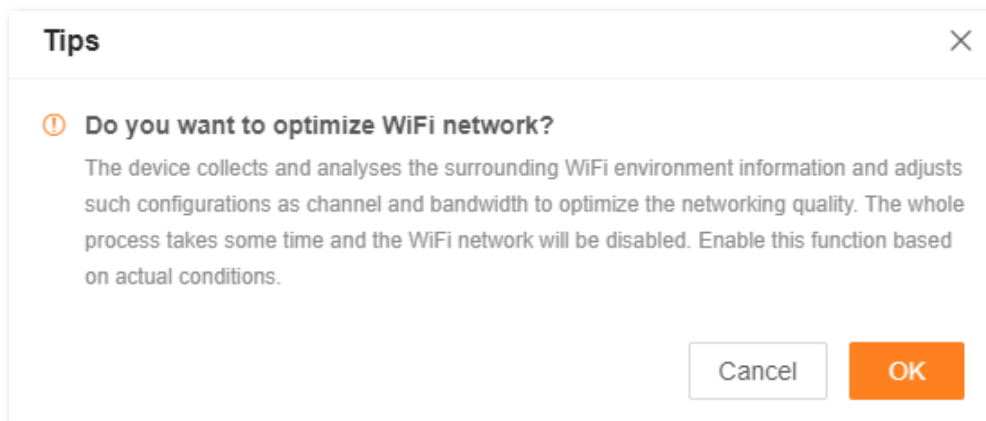 Tips
Do you want to optimize WiFi network?
The device collects and analyses the surrounding WiFi environment information and adjusts
such configurations as channel and bandwidth to optimize the networking quality. The whole
process takes some time and the WiFi network will be disabled. Enable this function based
on actual conditions.
Cancel OK